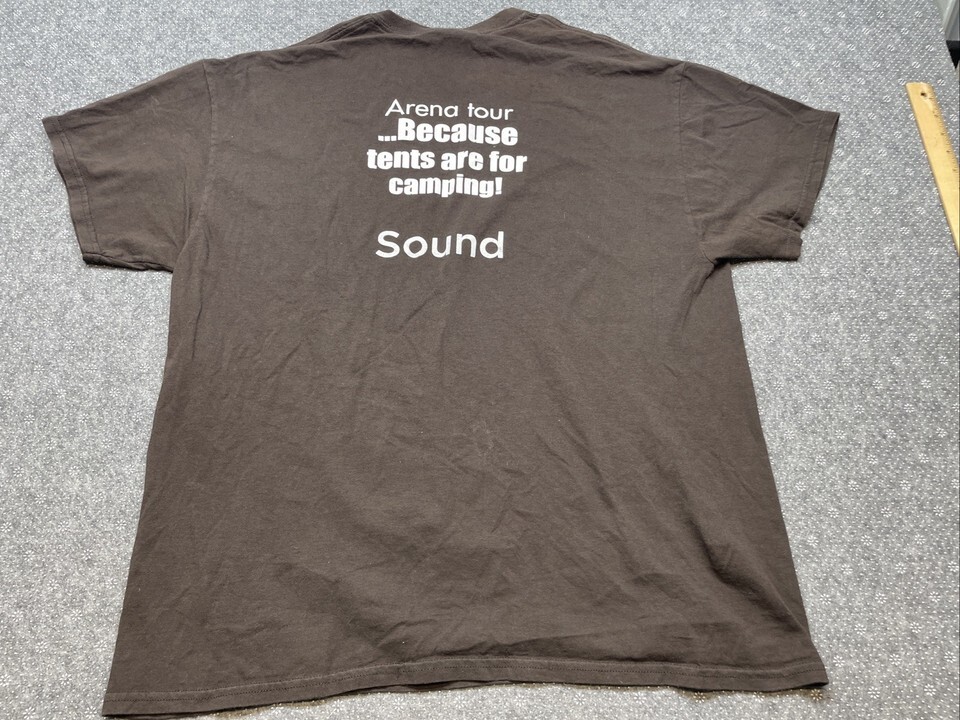 Arena tour
...Because
tents are for
camping!
Sound